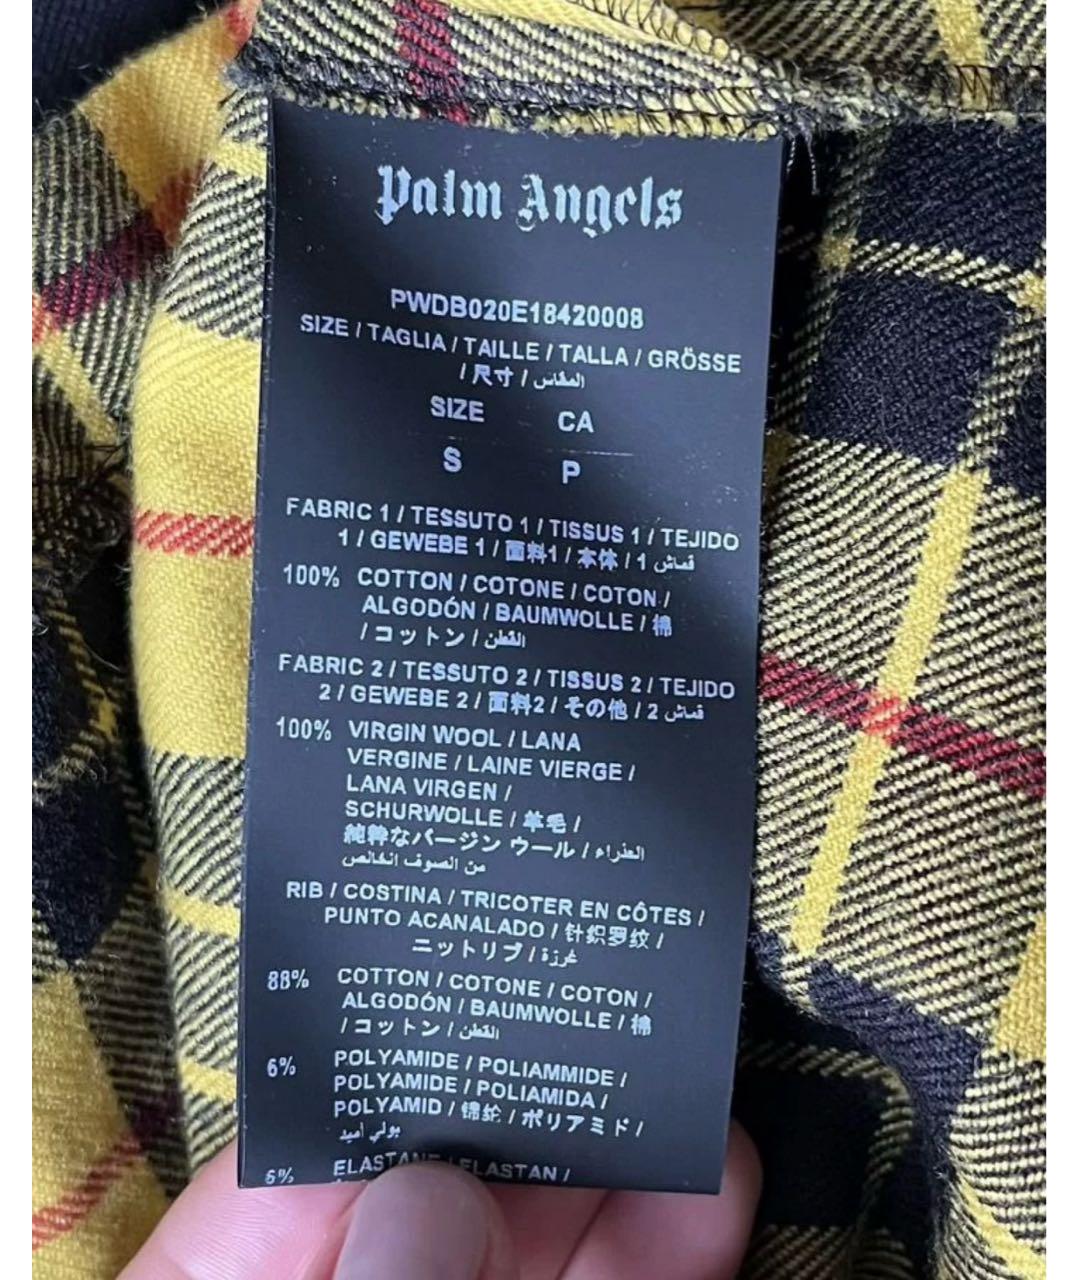 Palm Angels
PWDB020E18420008
SIZE / TAGLIA / TAILLE / TALLA / GRÖSSE
/ 尺寸 / المقاس
SIZE CA
S P
FABRIC 1 / TESSUTO 1 / TISSUS 1 / TEJIDO
1 / GEWEBE 1 / 面料1 / 本体 / 1 قماش
100% COTTON / COTONE / COTON /
ALGODÓN / BAUMWOLLE / 棉
/ コットン / القطن
FABRIC 2 / TESSUTO 2 / TISSUS 2 / TEJIDO
2 / GEWEBE 2 / 面料2 / その他 / 2 قماش
100% VIRGIN WOOL / LANA
VERGINE / LAINE VIERGE /
LANA VIRGEN /
SCHURWOLLE / 羊毛 /
純粋なバージン ウール / العذراء
من الصوف الخالص
RIB / COSTINA / TRICOTER EN CÔTES /
PUNTO ACANALADO / 针织罗纹 /
ニットリブ / غرزة
88% COTTON / COTONE / COTON /
ALGODÓN / BAUMWOLLE / 棉
/ コットン / القطن
6% POLYAMIDE / POLIAMMIDE /
POLYAMIDE / POLIAMIDA /
POLYAMID / 锦纶 / ポリアミド /
بولي أميد
6% ELASTANE / ELASTAN /